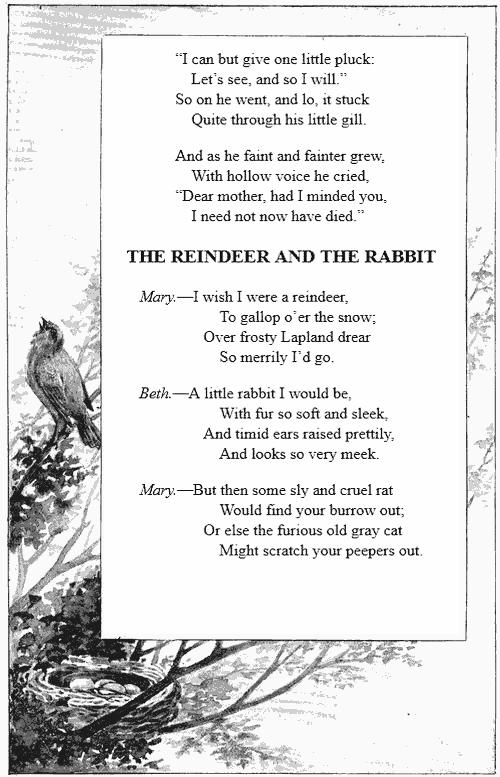 “I can but give one little pluck:
Let’s see, and so I will.”
So on he went, and lo, it stuck
Quite through his little gill.
And as he faint and fainter grew,
With hollow voice he cried,
“Dear mother, had I minded you,
I need not now have died.”
THE REINDEER AND THE RABBIT
Mary.—I wish I were a reindeer,
To gallop o’er the snow;
Over frosty Lapland drear
So merrily I’d go.
Beth.—A little rabbit I would be,
With fur so soft and sleek,
And timid ears raised prettily,
And looks so very meek.
Mary.—But then some sly and cruel rat
Would find your burrow out;
Or else the furious old gray cat
Might scratch your peepers out.